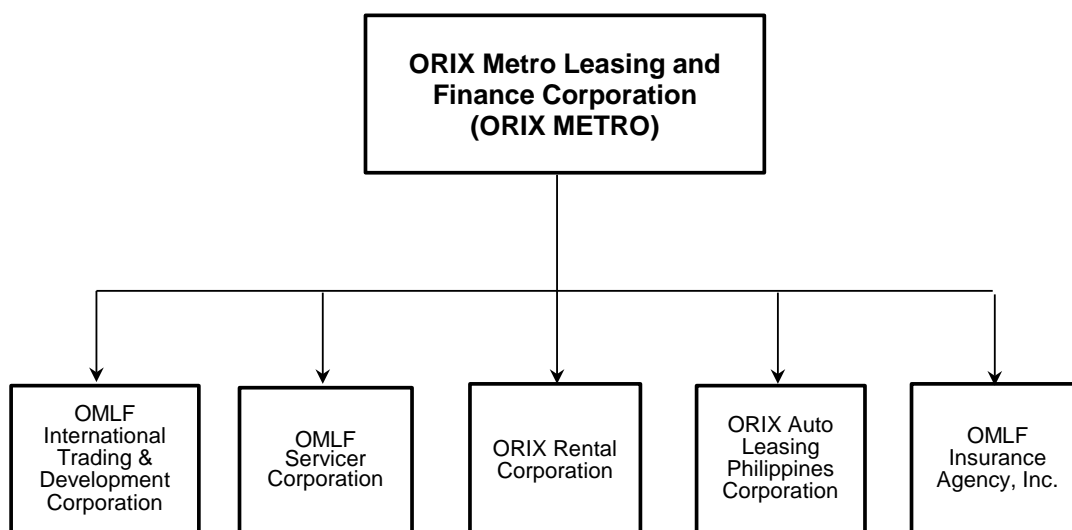 ORIX Metro Leasing and
Finance Corporation
(ORIX METRO)
OMLF
International
Trading &
Development
Corporation
OMLF
Servicer
Corporation
ORIX Rental
Corporation
ORIX Auto
Leasing
Philippines
Corporation
OMLF
Insurance
Agency, Inc.